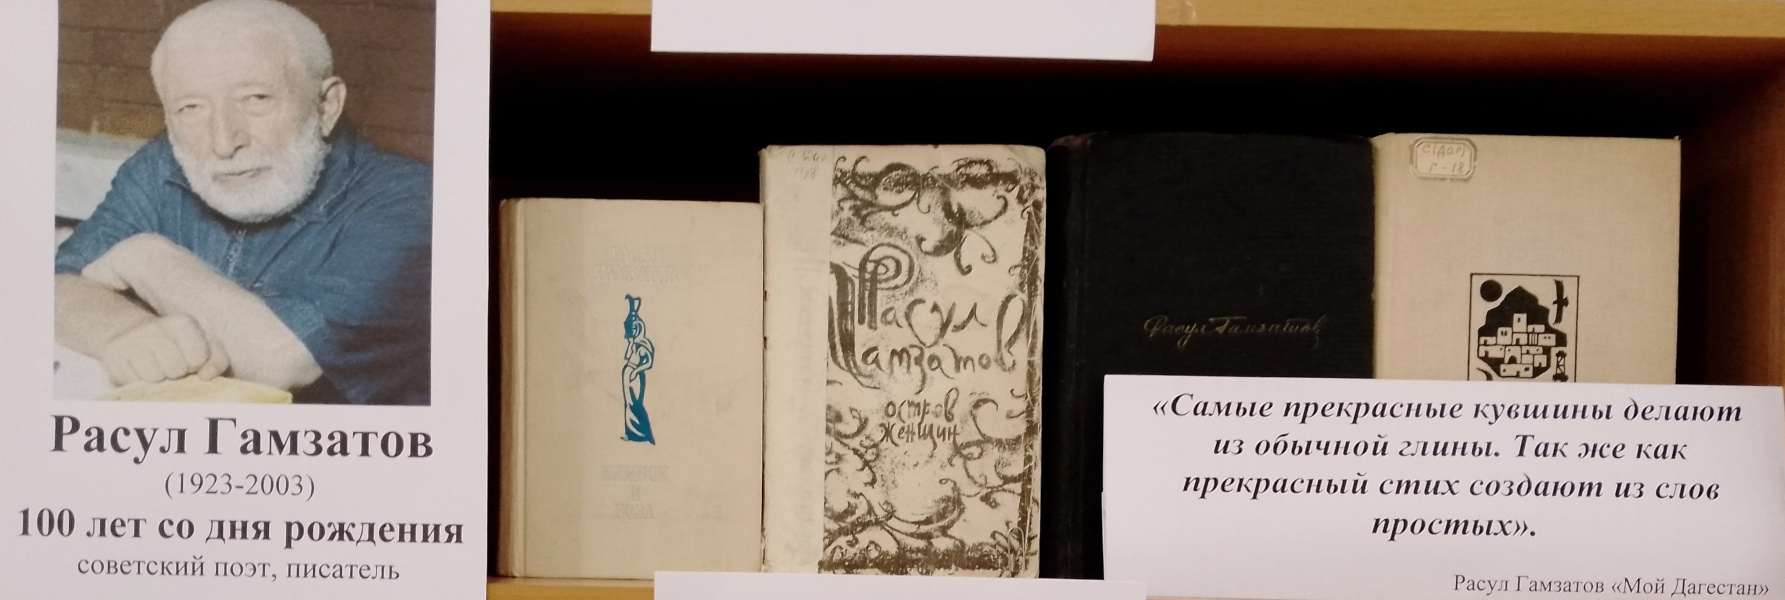 Расул Гамзатов
(1923-2003)
100 лет со дня рождения
советский поэт, писатель
Расул
Гамзатов
остров
женщин
Расул Гамзатов
С(Даг)
Г-18
«Самые прекрасные кувшины делают
из обычной глины. Так же как
прекрасный стих создают из слов
простых».
Расул Гамзатов «Мой Дагестан»